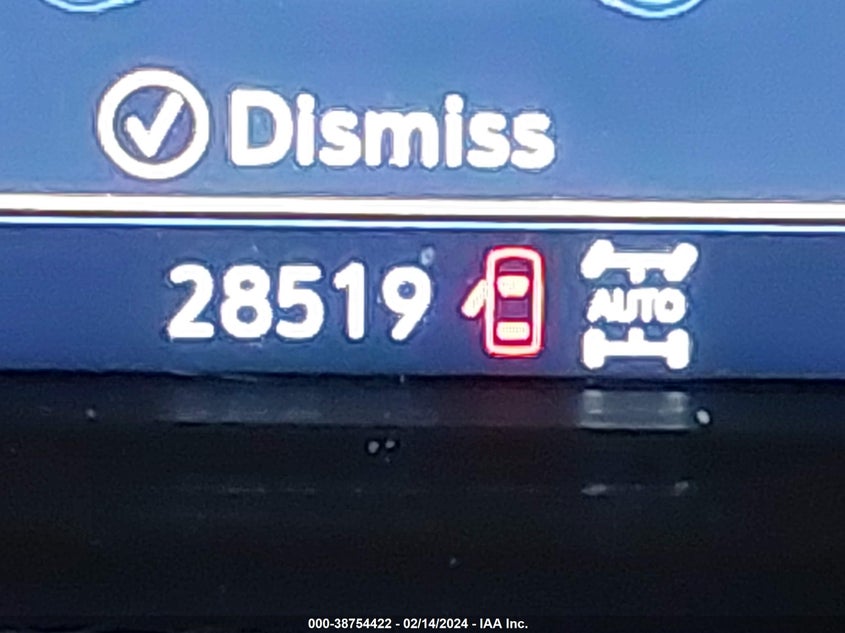 Dismiss
28519
AUTO
000-38754422 - 02/14/2024 - IAA Inc.